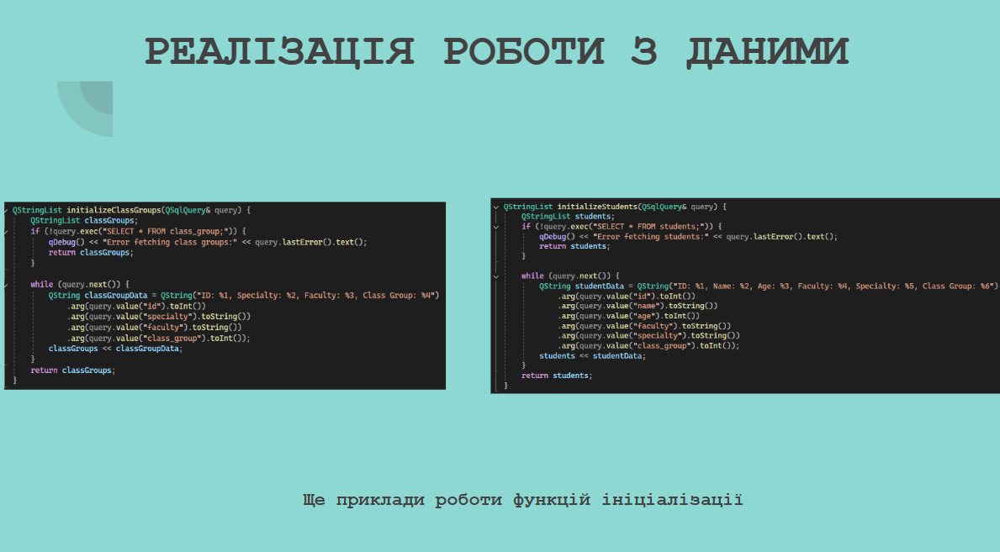 РЕАЛІЗАЦІЯ РОБОТИ З ДАНИМИ
QStringList initializeClassGroups(QSqlQuery& query) {
QStringList classGroups;
if (!query.exec("SELECT * FROM class_group;")) {
qDebug() << "Error fetching class groups:" << query.lastError().text();
return classGroups;
}
while (query.next()) {
QString classGroupData = QString("ID: %1, Specialty: %2, Faculty: %3, Class Group: %4")
.arg(query.value("id").toInt())
.arg(query.value("specialty").toString())
.arg(query.value("faculty").toString())
.arg(query.value("class_group").toInt());
classGroups << classGroupData;
}
return classGroups;
}
QStringList initializeStudents(QSqlQuery& query) {
QStringList students;
if (!query.exec("SELECT * FROM students;")) {
qDebug() << "Error fetching students:" << query.lastError().text();
return students;
}
while (query.next()) {
QString studentData = QString("ID: %1, Name: %2, Age: %3, Faculty: %4, Specialty: %5, Class Group: %6")
.arg(query.value("id").toInt())
.arg(query.value("name").toString())
.arg(query.value("age").toInt())
.arg(query.value("faculty").toString())
.arg(query.value("specialty").toString())
.arg(query.value("class_group").toInt());
students << studentData;
}
return students;
}
Ще приклади роботи функцій ініціалізації